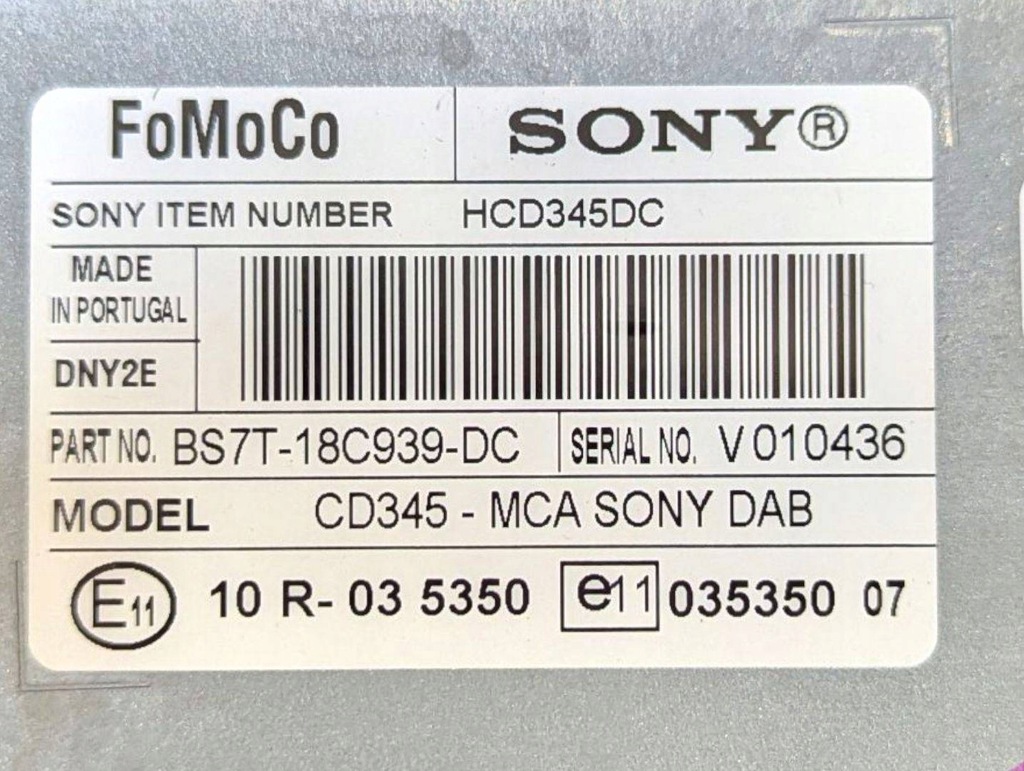 FoMoCo SONY®
SONY ITEM NUMBER HCD345DC
MADE
IN PORTUGAL
DNY2E
PART NO. BS7T-18C939-DC SERIAL NO. V010436
MODEL CD345 - MCA SONY DAB
E11 10 R- 03 5350 e11 035350 07